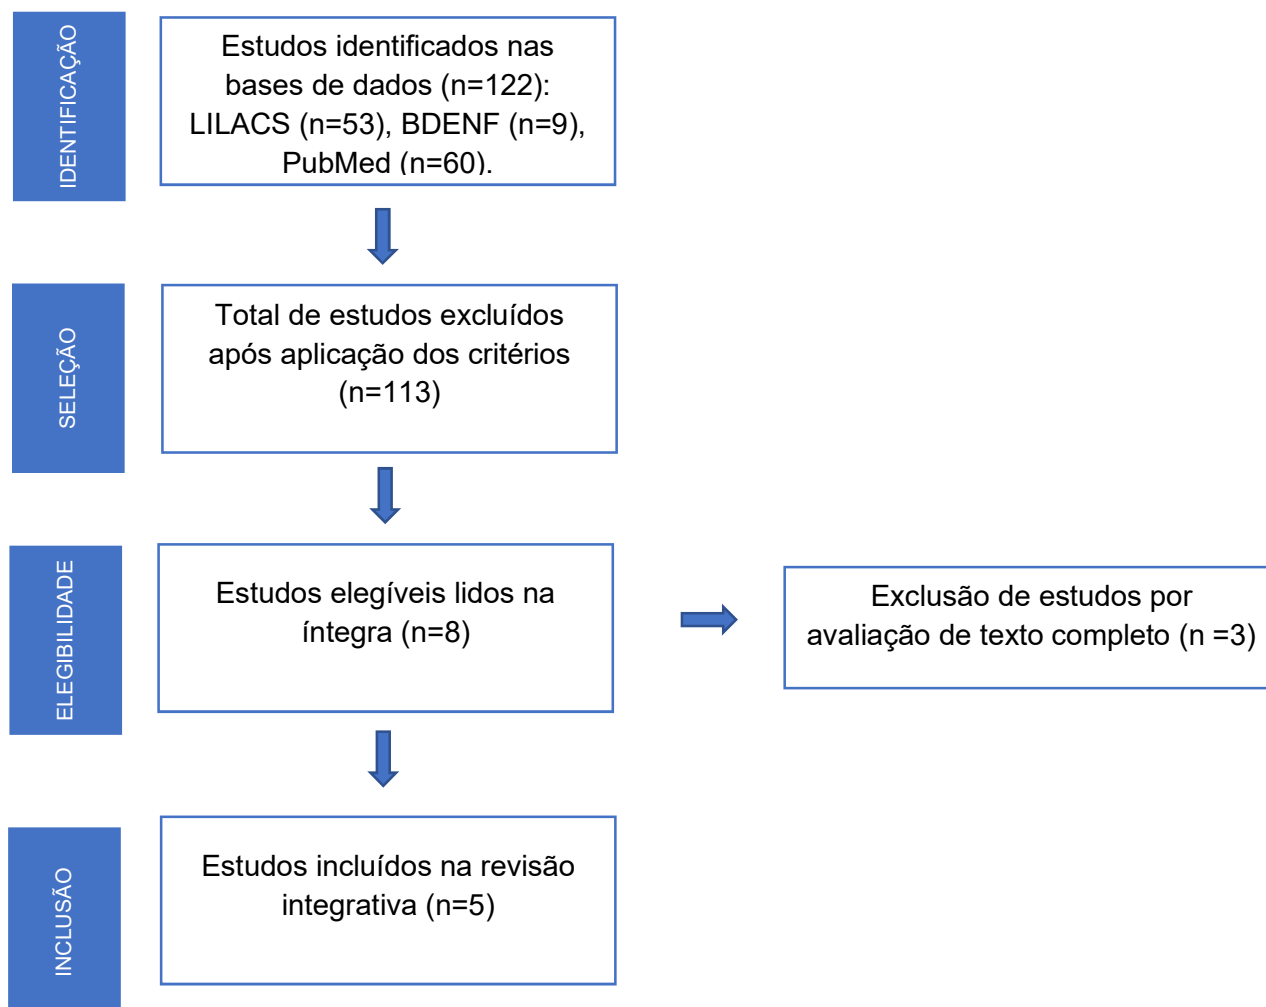 IDENTIFICAÇÃO
Estudos identificados nas
bases de dados (n=122):
LILACS (n=53), BDENF (n=9),
PubMed (n=60).
SELEÇÃO
Total de estudos excluídos
após aplicação dos critérios
(n=113)
ELEGIBILIDADE
Estudos elegíveis lidos na
íntegra (n=8)
Exclusão de estudos por
avaliação de texto completo (n =3)
INCLUSÃO
Estudos incluídos na revisão
integrativa (n=5)